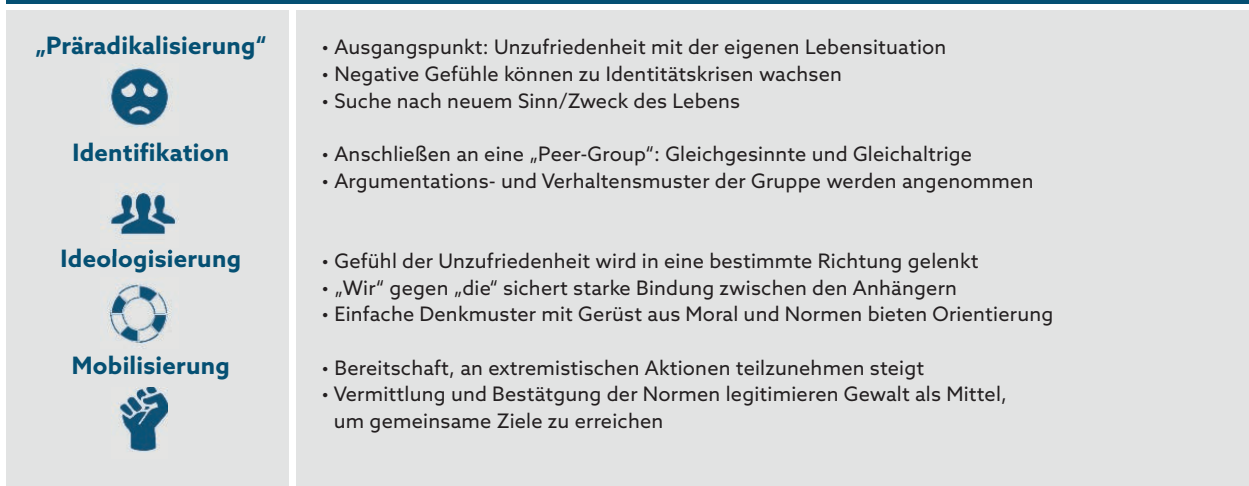 „Präradikalisierung“
• Ausgangspunkt: Unzufriedenheit mit der eigenen Lebensituation
• Negative Gefühle können zu Identitätskrisen wachsen
• Suche nach neuem Sinn/Zweck des Lebens
Identifikation
• Anschließen an eine „Peer-Group“: Gleichgesinnte und Gleichaltrige
• Argumentations- und Verhaltensmuster der Gruppe werden angenommen
Ideologisierung
• Gefühl der Unzufriedenheit wird in eine bestimmte Richtung gelenkt
• „Wir“ gegen „die“ sichert starke Bindung zwischen den Anhängern
• Einfache Denkmuster mit Gerüst aus Moral und Normen bieten Orientierung
Mobilisierung
• Bereitschaft, an extremistischen Aktionen teilzunehmen steigt
• Vermittlung und Bestätgung der Normen legitimieren Gewalt als Mittel,
um gemeinsame Ziele zu erreichen